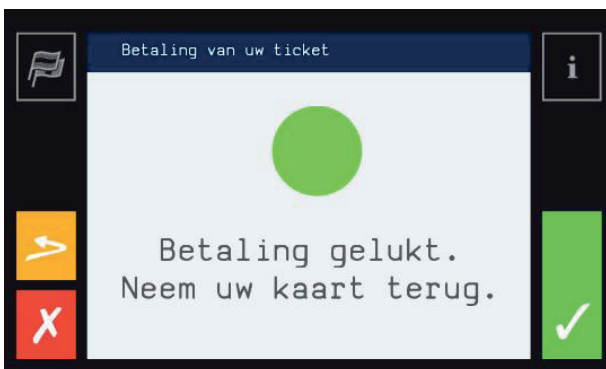 Betaling van uw ticket
i
Betaling gelukt.
Neem uw kaart terug.